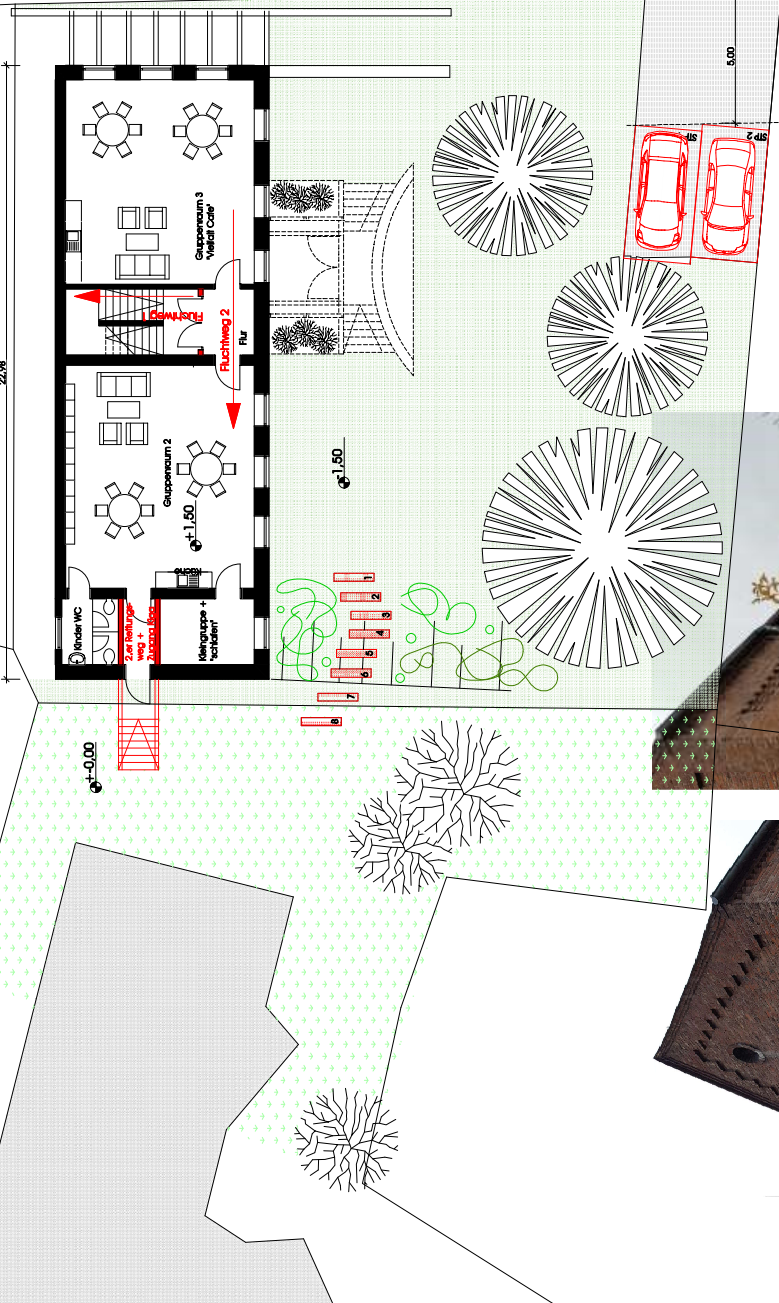 5,00
STP
STP 2
22,98
Gruppenraum 3
"Vielfalt Cafe"
Fluchtweg 1
Fluchtweg 2
Flur
Gruppenraum 2
+1,50
-1,50
Küche
Kinder WC
2.er Rettungs-
weg +
Zugang
Kleingruppe +
"schlafen"
+-0,00
1
2
3
4
5
6
7
8